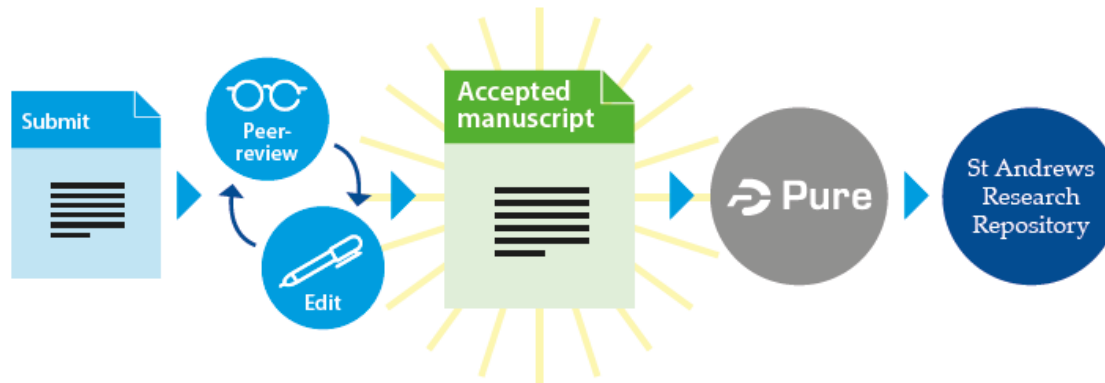 Submit
Peer-
review
Edit
Accepted
manuscript
Pure
St Andrews
Research
Repository